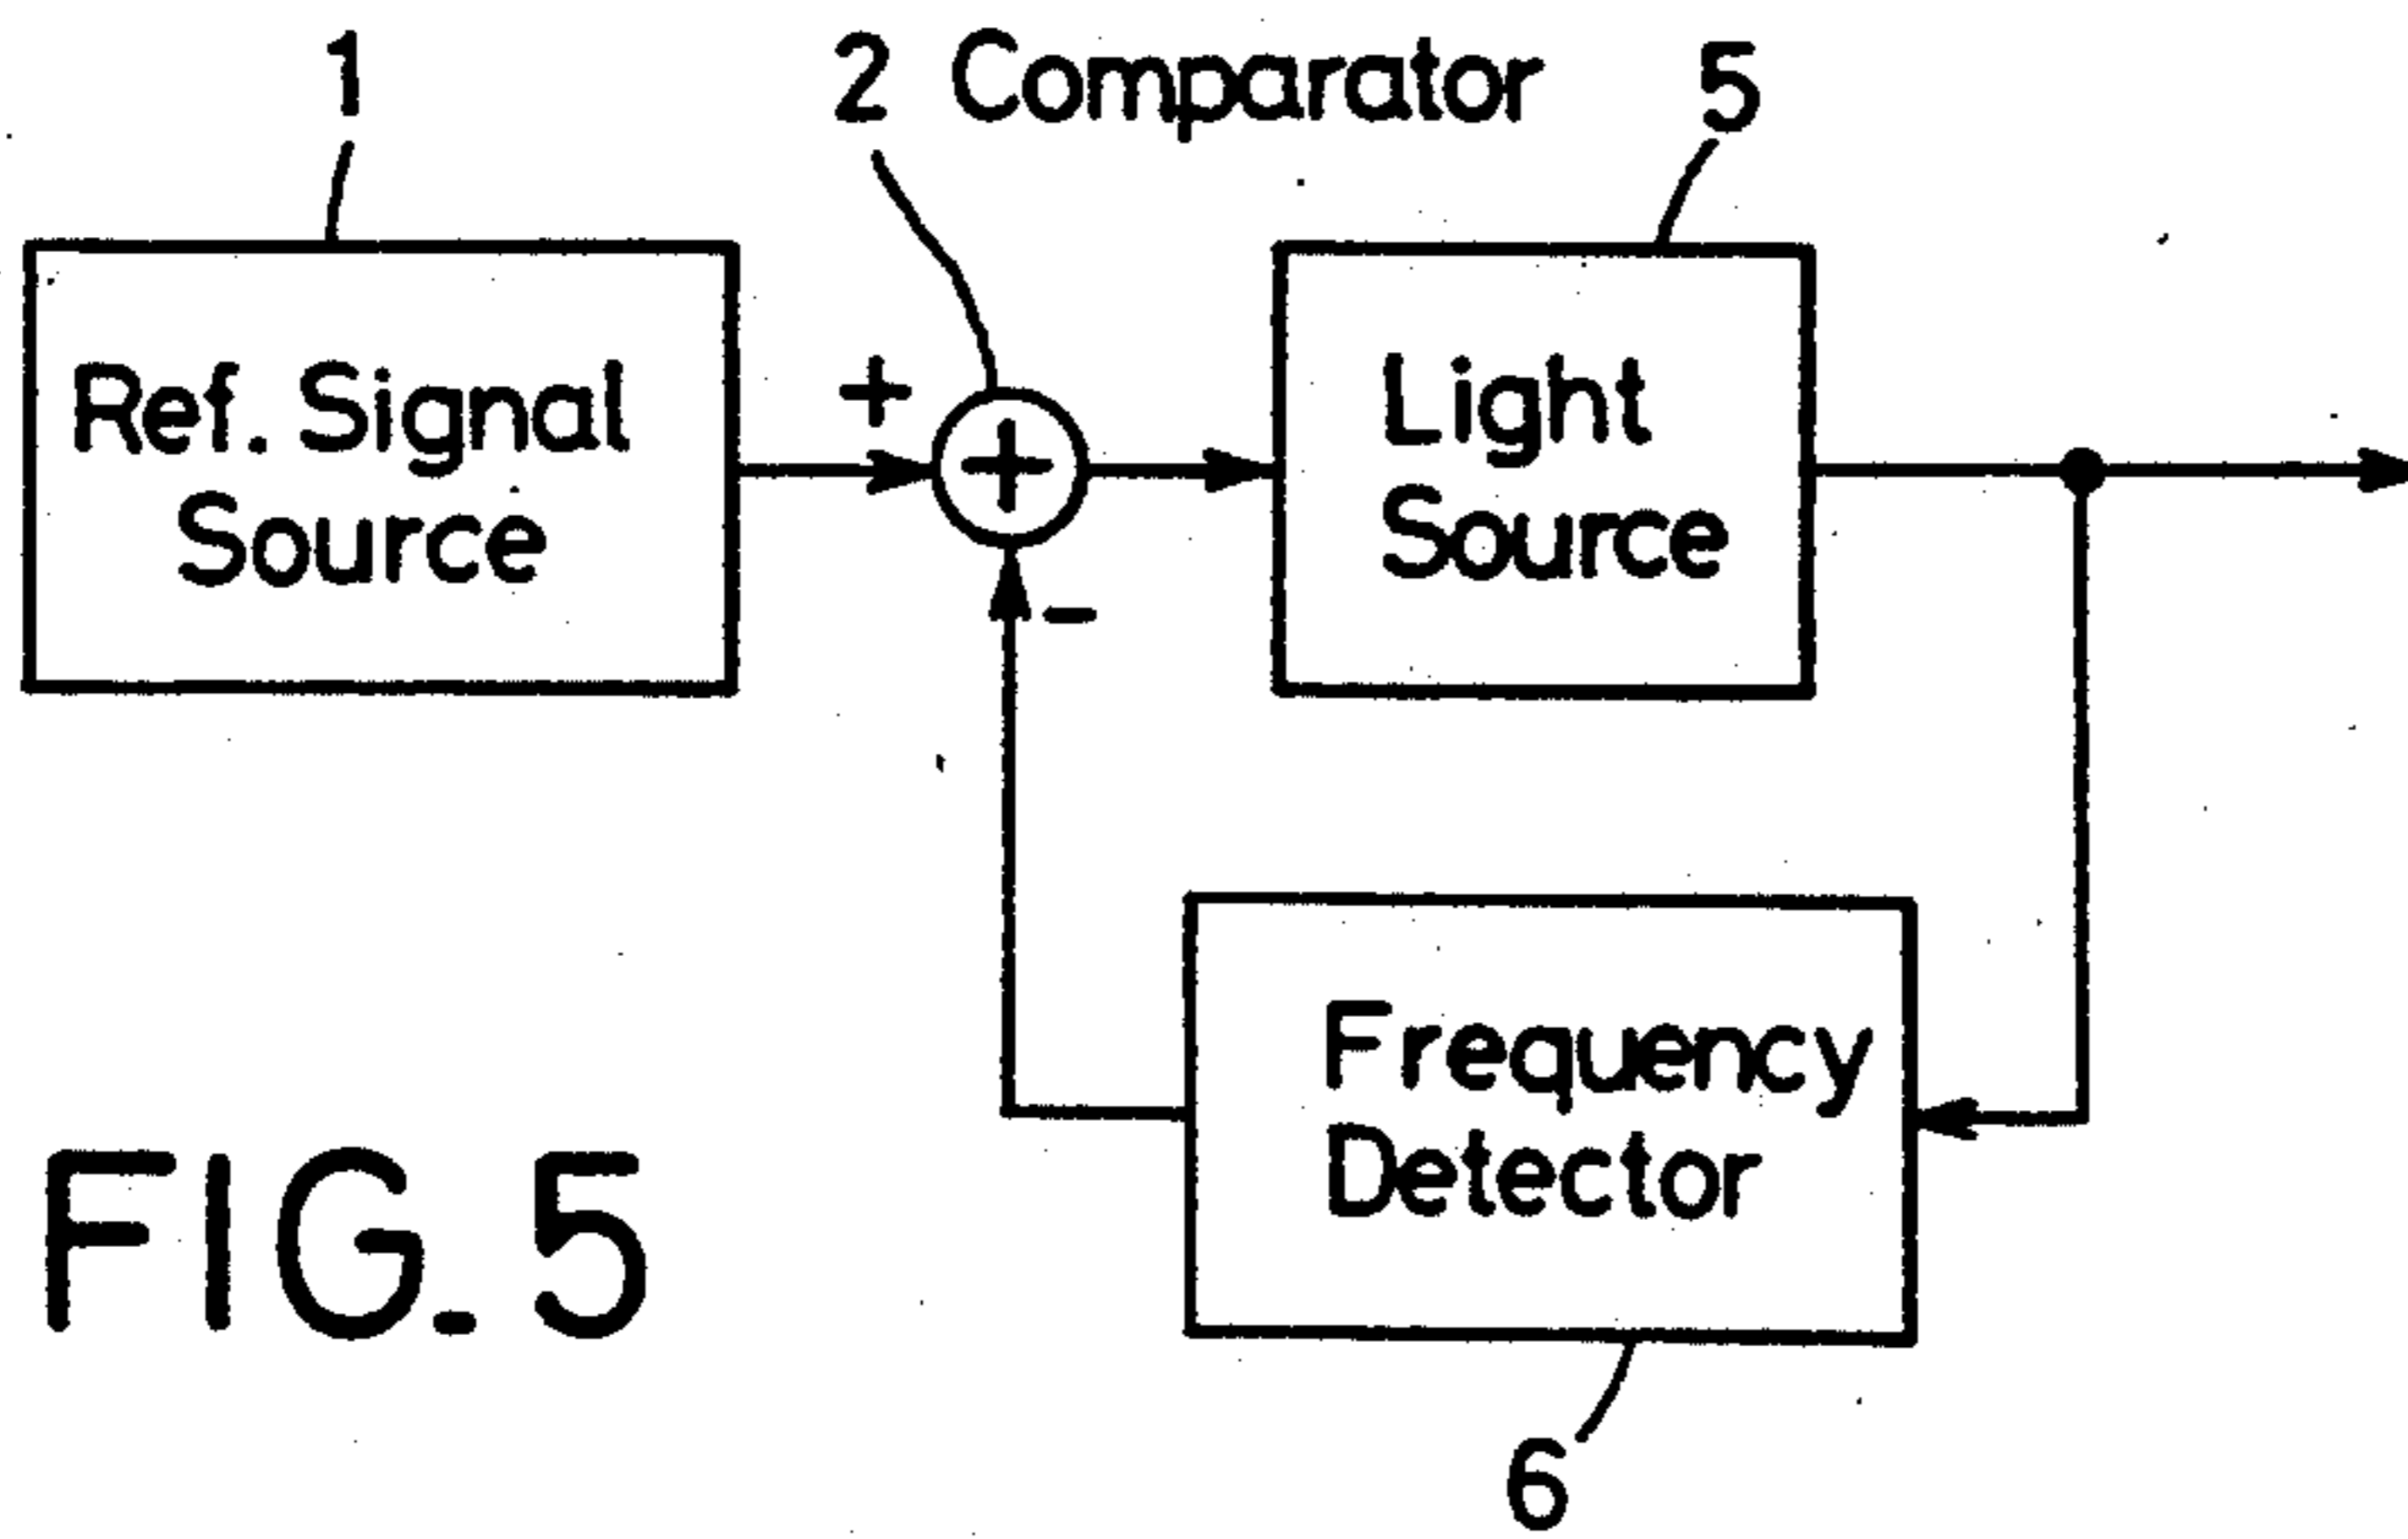 1
2 Comparator
5
Ref. Signal
Source
+
+
-
Light
Source
Frequency
Detector
6
FIG. 5